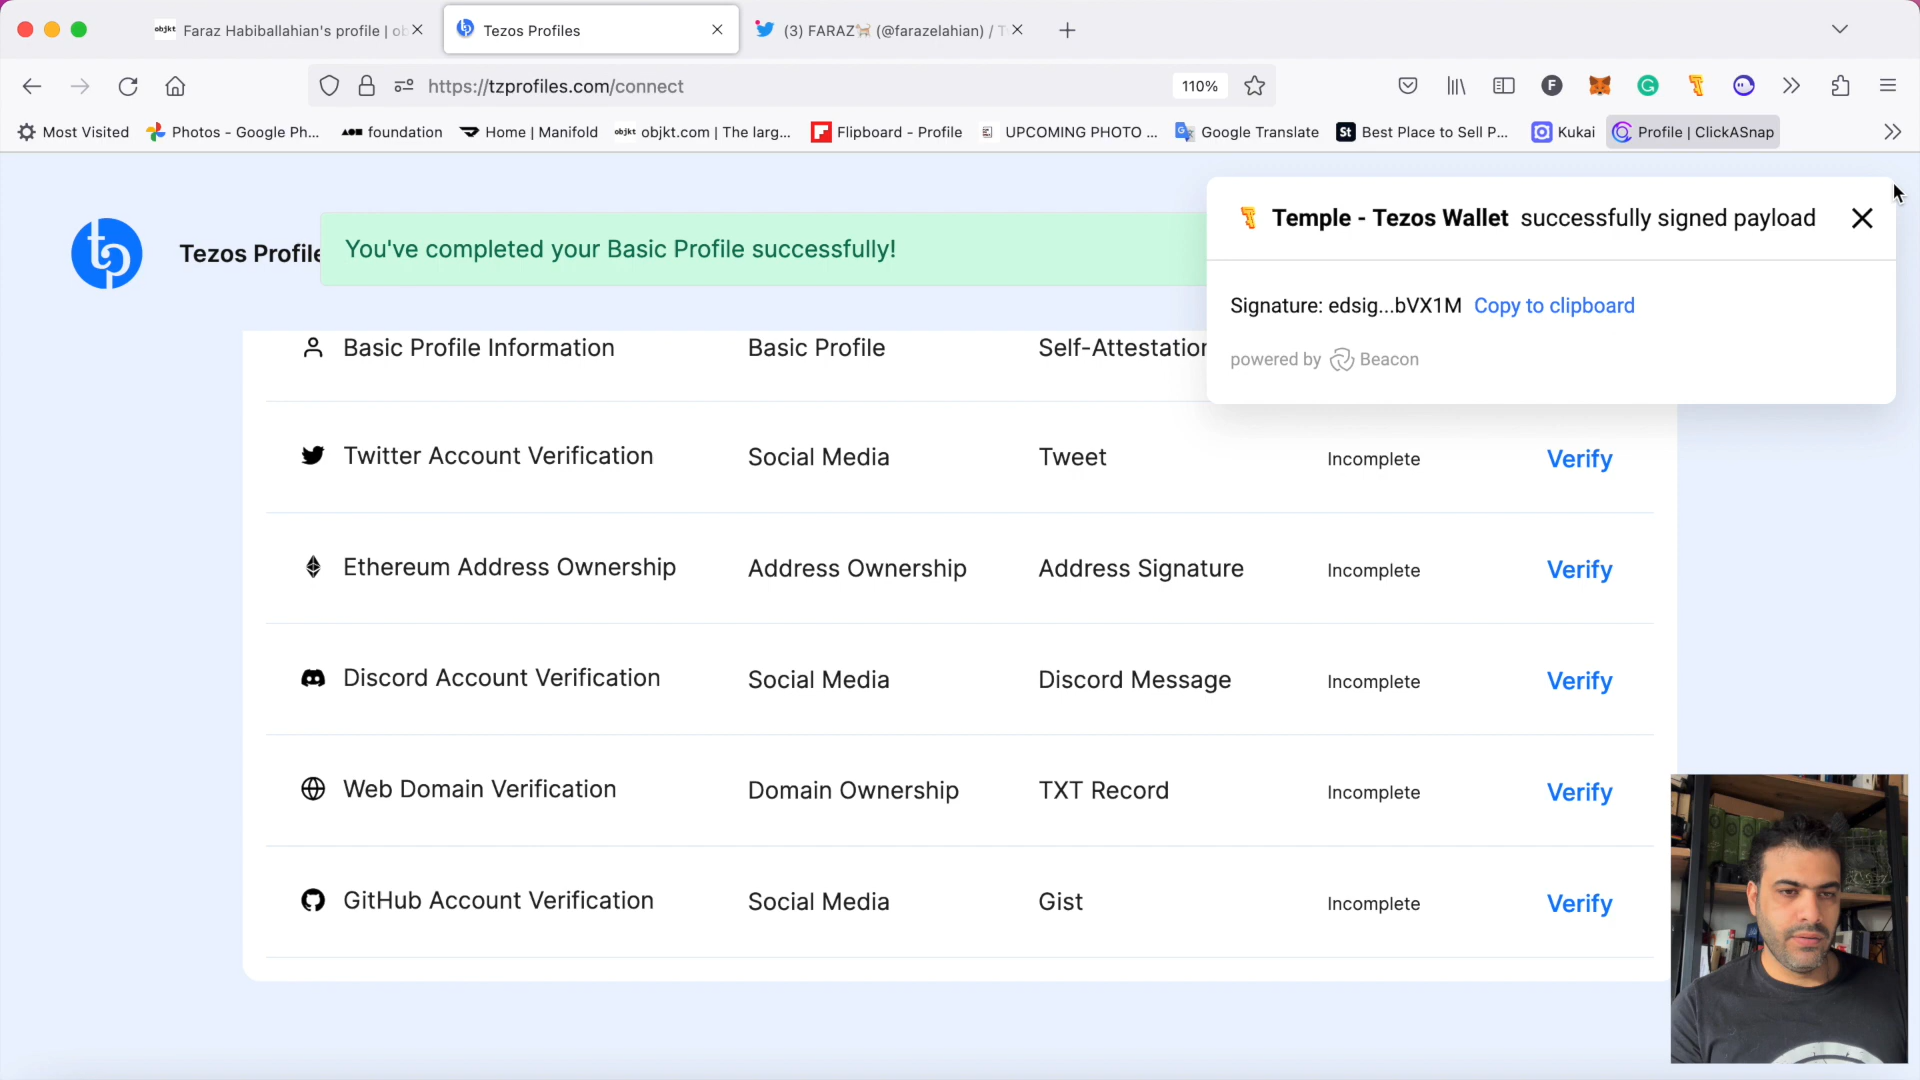 objkt Faraz Habiballahian's profile | ob
Tezos Profiles
(3) FARAZ🐕 (@farazelahian) / T
https://tzprofiles.com/connect
110%
Most Visited
Photos - Google Ph...
foundation
Home | Manifold
objkt objkt.com | The larg...
Flipboard - Profile
UPCOMING PHOTO ...
Google Translate
St Best Place to Sell P...
Kukai
Profile | ClickASnap
Tezos Profile
You've completed your Basic Profile successfully!
Temple - Tezos Wallet successfully signed payload
Signature: edsig...bVX1M Copy to clipboard
powered by Beacon
Basic Profile Information Basic Profile Self-Attestation
Twitter Account Verification Social Media Tweet Incomplete Verify
Ethereum Address Ownership Address Ownership Address Signature Incomplete Verify
Discord Account Verification Social Media Discord Message Incomplete Verify
Web Domain Verification Domain Ownership TXT Record Incomplete Verify
GitHub Account Verification Social Media Gist Incomplete Verify